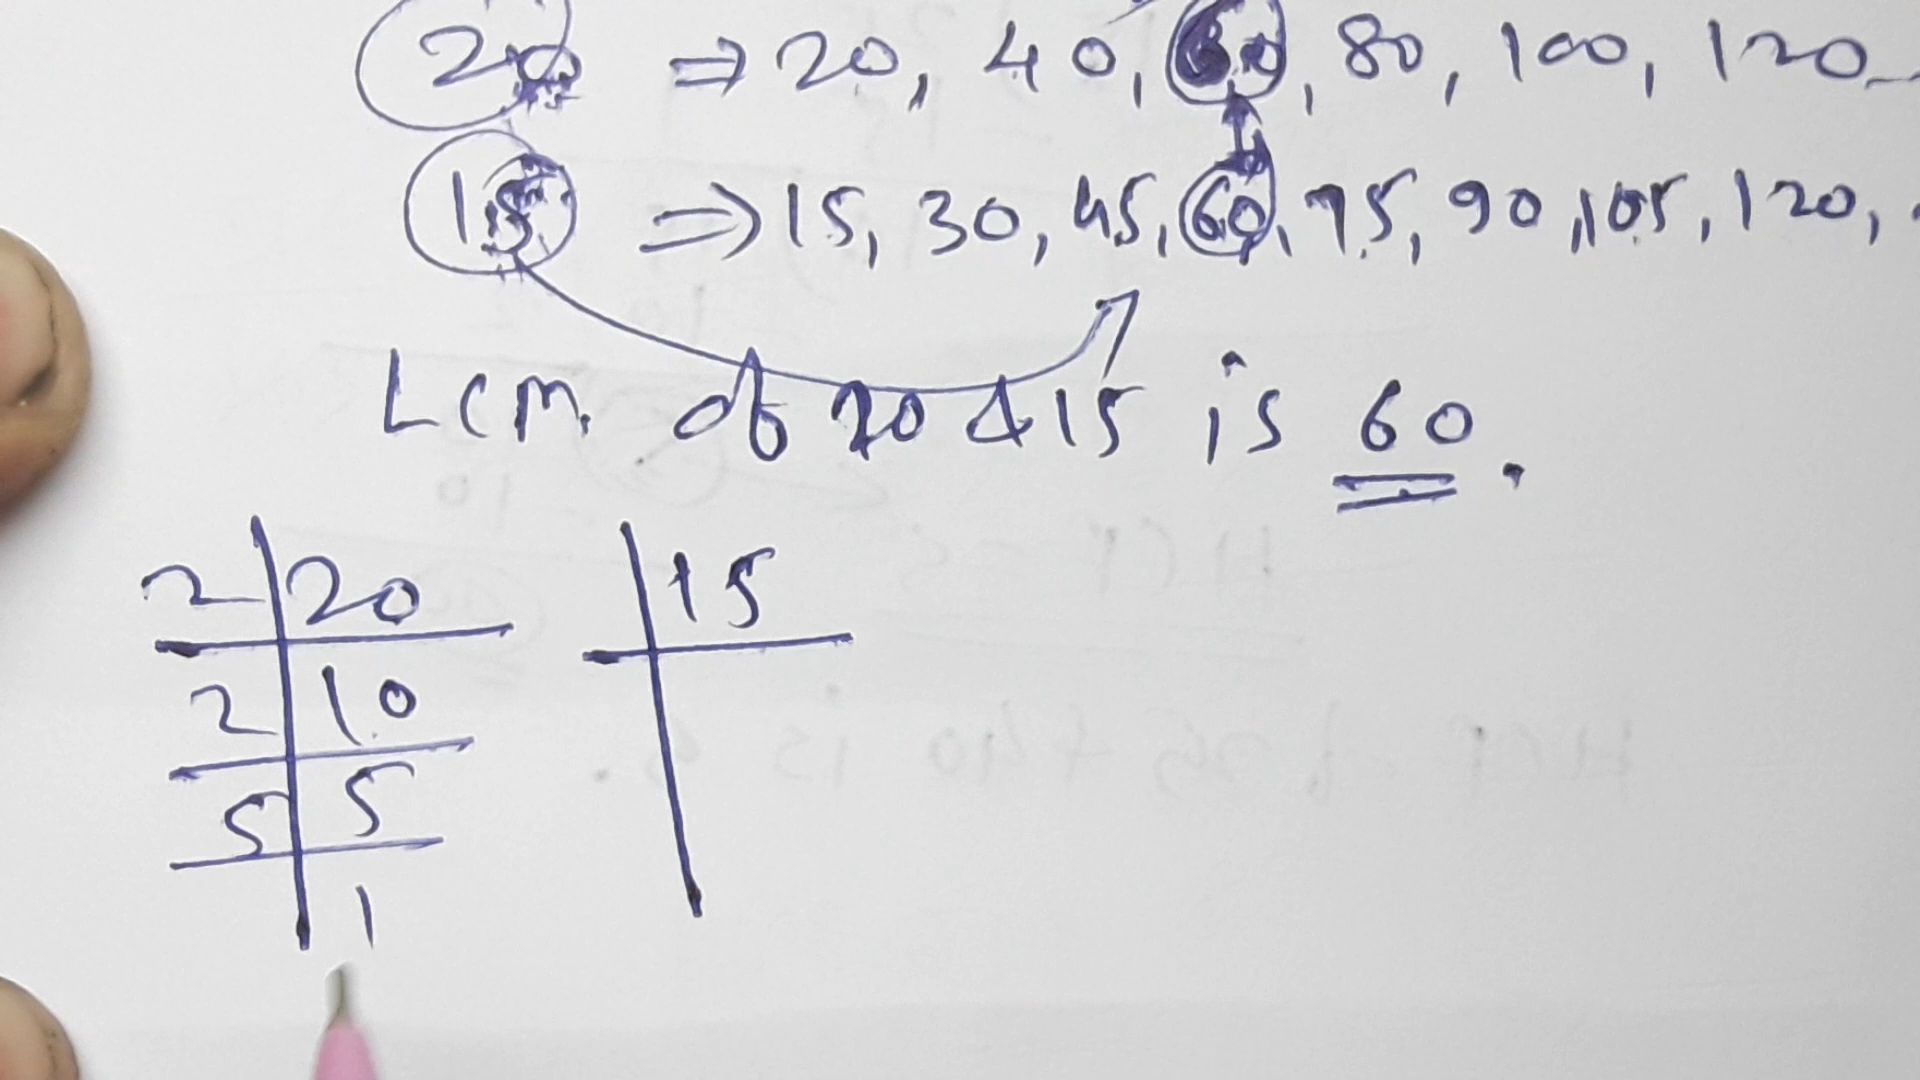 20 ⇒ 20, 40, 60, 80, 100, 120
15 ⇒ 15, 30, 45, 60, 75, 90, 105, 120,
LCM of 20 & 15 is 60.
2 | 20
2 | 10
5 | 5
1
15